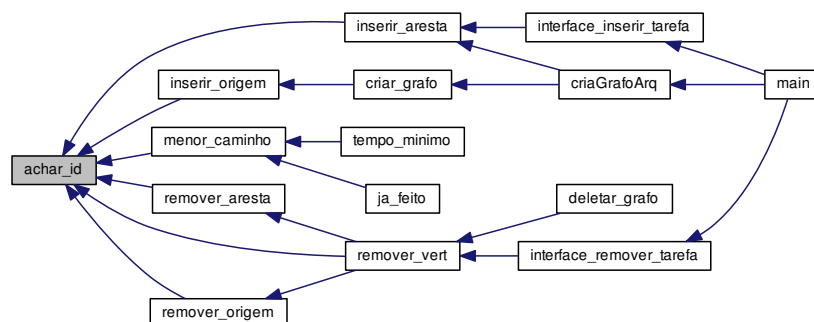 inserir_aresta
interface_inserir_tarefa
inserir_origem
criar_grafo
criaGrafoArq
main
menor_caminho
tempo_minimo
achar_id
remover_aresta
ja_feito
deletar_grafo
remover_vert
interface_remover_tarefa
remover_origem